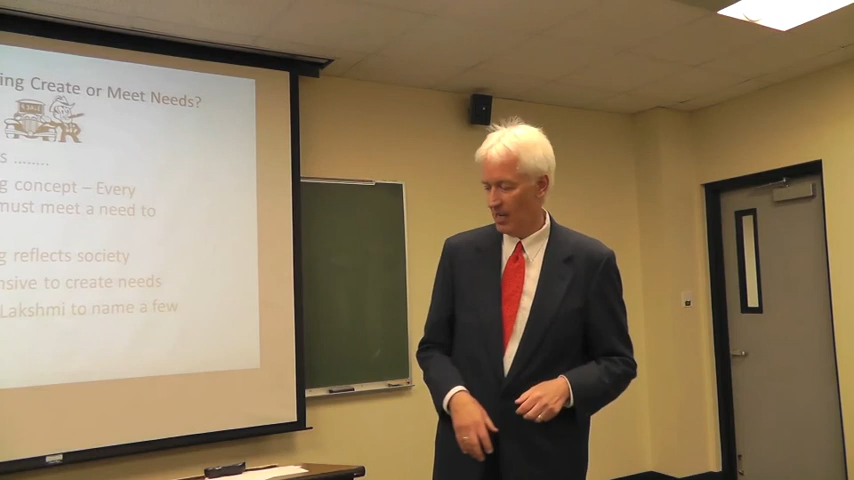 ing Create or Meet Needs?
s ........
g concept – Every
must meet a need to
g reflects society
nsive to create needs
Lakshmi to name a few